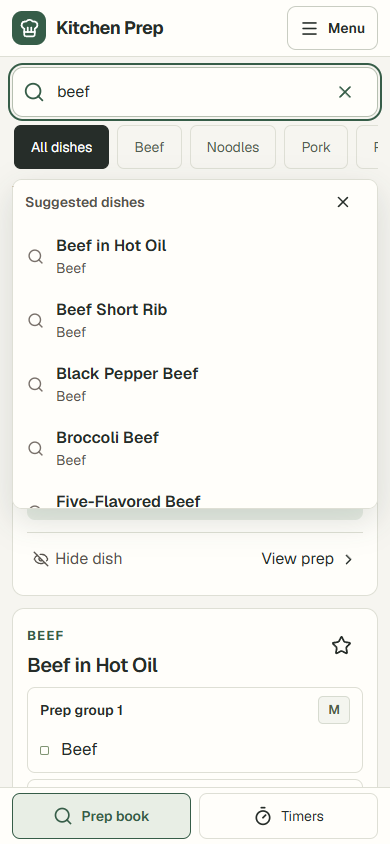 Kitchen Prep
Menu
beef
All dishes
Beef
Noodles
Pork
Suggested dishes
Beef in Hot Oil
Beef
Beef Short Rib
Beef
Black Pepper Beef
Beef
Broccoli Beef
Beef
Five-Flavored Beef
Hide dish
View prep
BEEF
Beef in Hot Oil
Prep group 1
M
Beef
Prep book
Timers